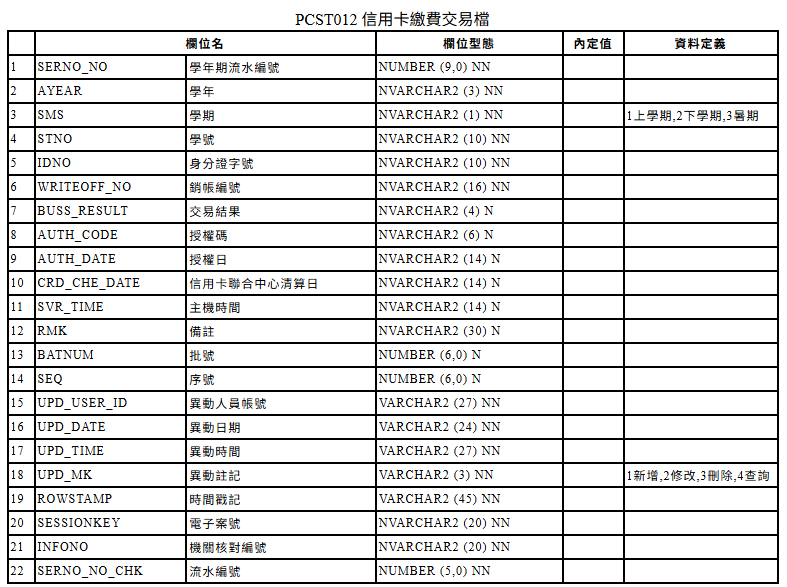 PCST012 信用卡繳費交易檔
欄位名 欄位型態 內定值 資料定義
1 SERNO_NO 學年期流水編號 NUMBER (9,0) NN
2 AYEAR 學年 NVARCHAR2 (3) NN
3 SMS 學期 NVARCHAR2 (1) NN 1上學期,2下學期,3暑期
4 STNO 學號 NVARCHAR2 (10) NN
5 IDNO 身分證字號 NVARCHAR2 (10) NN
6 WRITEOFF_NO 銷帳編號 NVARCHAR2 (16) NN
7 BUSS_RESULT 交易結果 NVARCHAR2 (4) N
8 AUTH_CODE 授權碼 NVARCHAR2 (6) N
9 AUTH_DATE 授權日 NVARCHAR2 (14) N
10 CRD_CHE_DATE 信用卡聯合中心清算日 NVARCHAR2 (14) N
11 SVR_TIME 主機時間 NVARCHAR2 (14) N
12 RMK 備註 NVARCHAR2 (30) N
13 BATNUM 批號 NUMBER (6,0) N
14 SEQ 序號 NUMBER (6,0) N
15 UPD_USER_ID 異動人員帳號 VARCHAR2 (27) NN
16 UPD_DATE 異動日期 VARCHAR2 (24) NN
17 UPD_TIME 異動時間 VARCHAR2 (27) NN
18 UPD_MK 異動註記 VARCHAR2 (3) NN 1新增,2修改,3刪除,4查詢
19 ROWSTAMP 時間戳記 VARCHAR2 (45) NN
20 SESSIONKEY 電子案號 NVARCHAR2 (20) NN
21 INFONO 機關核對編號 NVARCHAR2 (20) NN
22 SERNO_NO_CHK 流水編號 NUMBER (5,0) NN